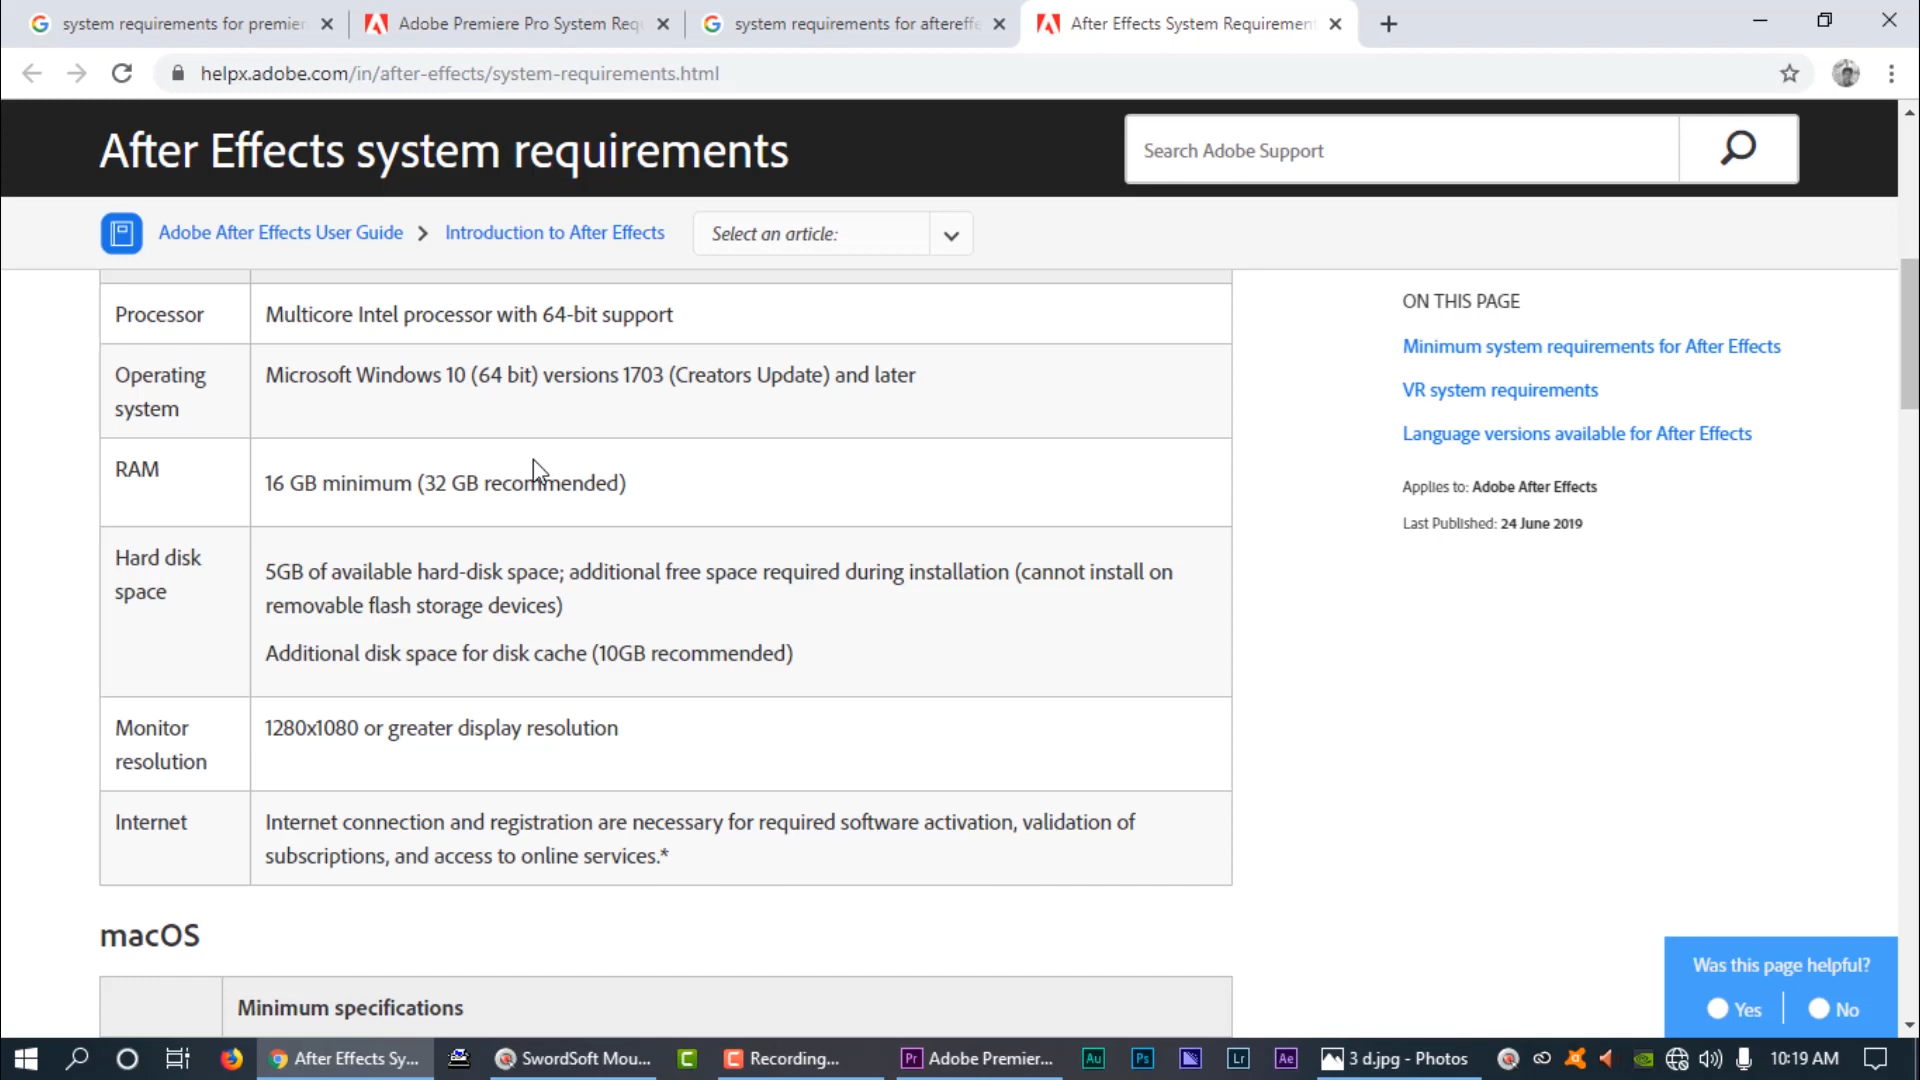 system requirements for premier
Adobe Premiere Pro System Req
system requirements for aftereffe
After Effects System Requirement
helpx.adobe.com/in/after-effects/system-requirements.html
After Effects system requirements
Search Adobe Support
Adobe After Effects User Guide
Introduction to After Effects
Select an article:
Processor
Multicore Intel processor with 64-bit support
Operating
system
Microsoft Windows 10 (64 bit) versions 1703 (Creators Update) and later
RAM
16 GB minimum (32 GB recommended)
Hard disk
space
5GB of available hard-disk space; additional free space required during installation (cannot install on
removable flash storage devices)
Additional disk space for disk cache (10GB recommended)
Monitor
resolution
1280x1080 or greater display resolution
Internet
Internet connection and registration are necessary for required software activation, validation of
subscriptions, and access to online services.*
macOS
Minimum specifications
ON THIS PAGE
Minimum system requirements for After Effects
VR system requirements
Language versions available for After Effects
Applies to: Adobe After Effects
Last Published: 24 June 2019
Was this page helpful?
Yes
No
After Effects Sy...
SwordSoft Mou...
C
C
Recording...
Pr
Adobe Premier...
Au
Ps
Lr
Ae
3 d.jpg - Photos
10:19 AM